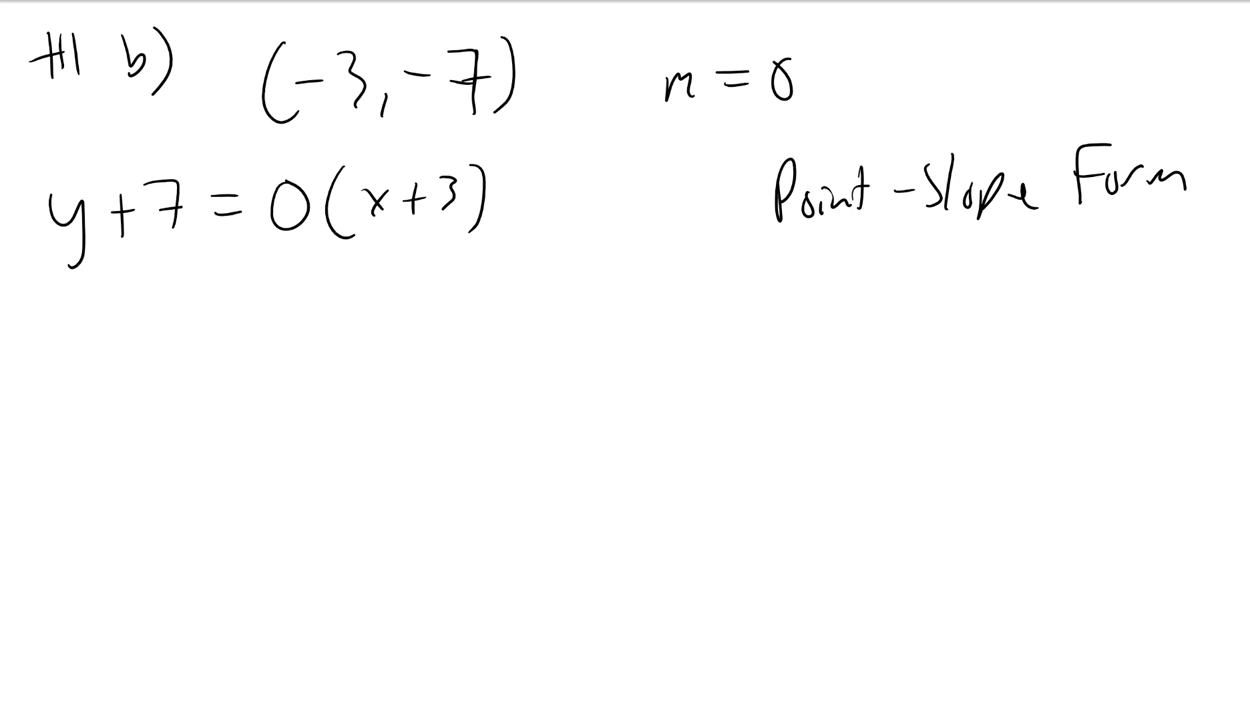 #1 b) (-3, -7) m = 0
y + 7 = 0(x + 3) Point-Slope Form